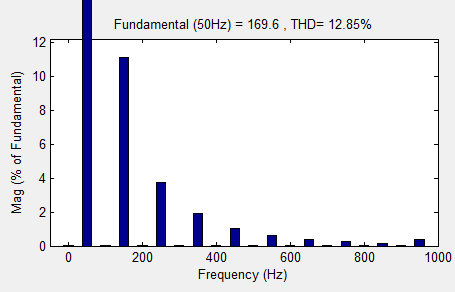 Fundamental (50Hz) = 169.6 , THD= 12.85%
12
10
8
6
4
2
0
Mag (% of Fundamental)
0 200 400 600 800 1000
Frequency (Hz)